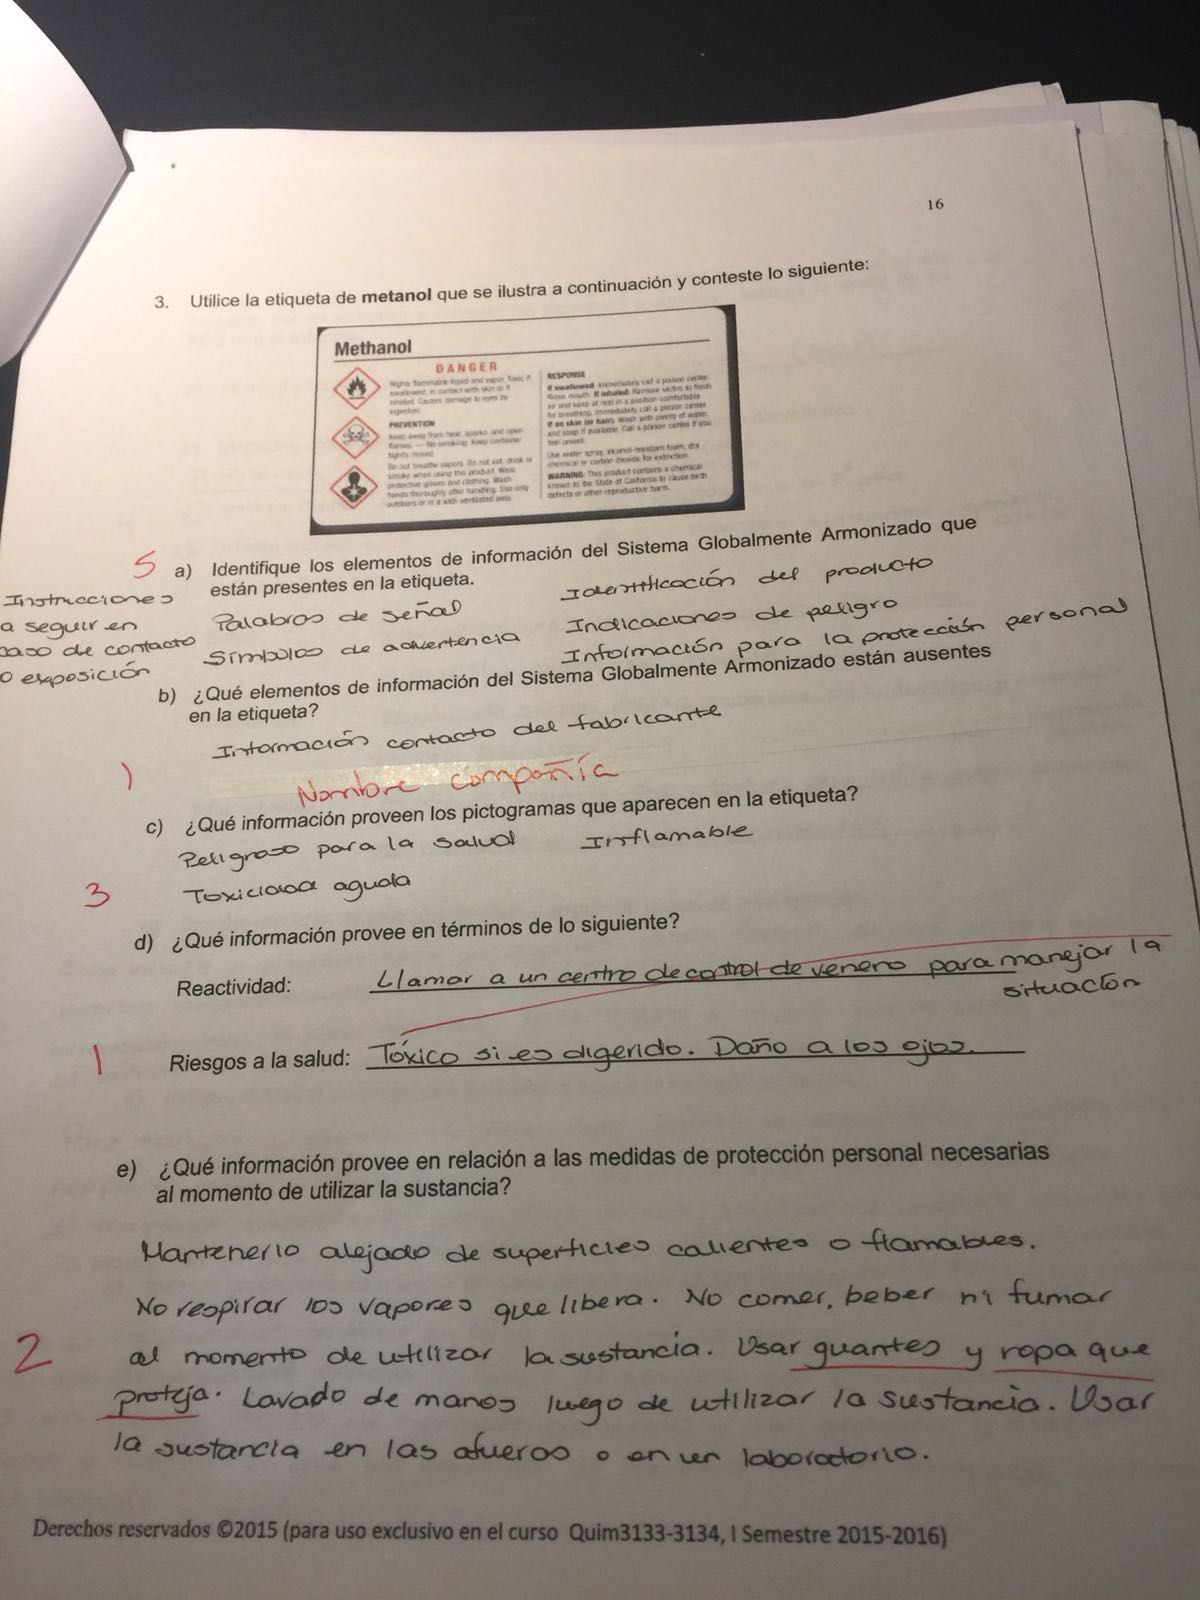 16
3. Utilice la etiqueta de metanol que se ilustra a continuación y conteste lo siguiente:
Methanol
DANGER
Highly flammable liquid and vapor. Toxic if
swallowed, in contact with skin or if
inhaled. Causes damage to eyes by
ingestion.
PREVENTION
Keep away from heat, sparks, and open
flames. — No smoking. Keep container
tightly closed.
Do not breathe vapors. Do not eat, drink or
smoke when using this product. Wear
protective gloves and clothing. Wash
hands thoroughly after handling. Use only
outdoors or in a well-ventilated area.
RESPONSE
If swallowed: Immediately call a poison center.
Rinse mouth. If inhaled: Remove victim to fresh
air and keep at rest in a position comfortable
for breathing. Immediately call a poison center.
If on skin (or hair): Wash with plenty of water,
and soap if available. Call a poison center if you
feel unwell.
Use water spray, alcohol-resistant foam, dry
chemical or carbon dioxide for extinction.
WARNING: This product contains a chemical
known to the State of California to cause birth
defects or other reproductive harm.
5 a) Identifique los elementos de información del Sistema Globalmente Armonizado que
están presentes en la etiqueta.
Instrucciones
a seguir en
caso de contacto
o exposición
Palabras de señal
Símbolos de advertencia
Identificación del producto
Indicaciones de peligro
Información para la protección personal
b) ¿Qué elementos de información del Sistema Globalmente Armonizado están ausentes
en la etiqueta?
Información contacto del fabricante
1
Nombre compañía
c) ¿Qué información proveen los pictogramas que aparecen en la etiqueta?
Peligroso para la salud Inflamable
3 Toxicidad aguda
d) ¿Qué información provee en términos de lo siguiente?
Reactividad: Llamar a un centro de control de veneno para manejar la
situación
1 Riesgos a la salud: Tóxico si es digerido. Daño a los ojos.
e) ¿Qué información provee en relación a las medidas de protección personal necesarias
al momento de utilizar la sustancia?
Mantenerlo alejado de superficies calientes o flamables.
No respirar los vapores que libera. No comer, beber ni fumar
2 al momento de utilizar la sustancia. Usar guantes y ropa que
proteja. Lavado de manos luego de utilizar la sustancia. Usar
la sustancia en las afueras o en un laboratorio.
Derechos reservados ©2015 (para uso exclusivo en el curso Quim3133-3134, I Semestre 2015-2016)